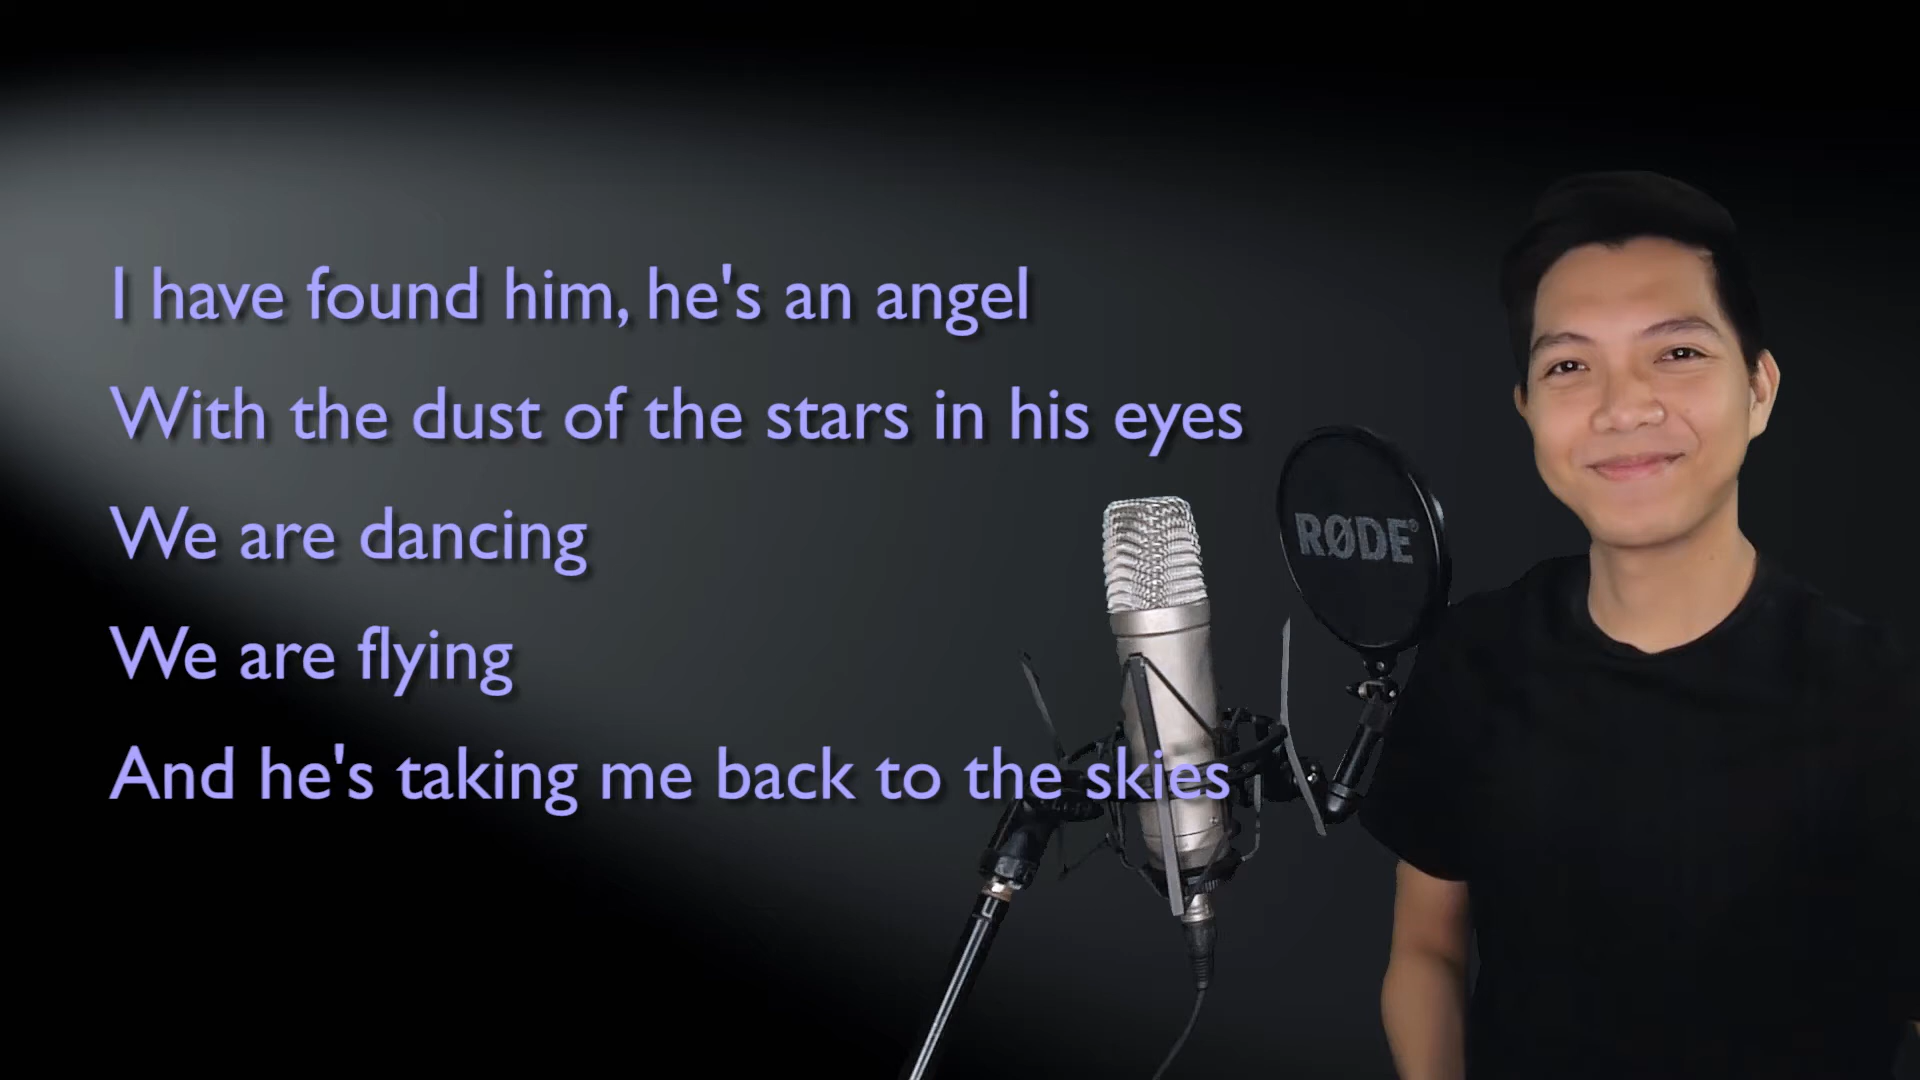 I have found him, he's an angel
With the dust of the stars in his eyes
We are dancing
We are flying
And he's taking me back to the skies
RØDE®